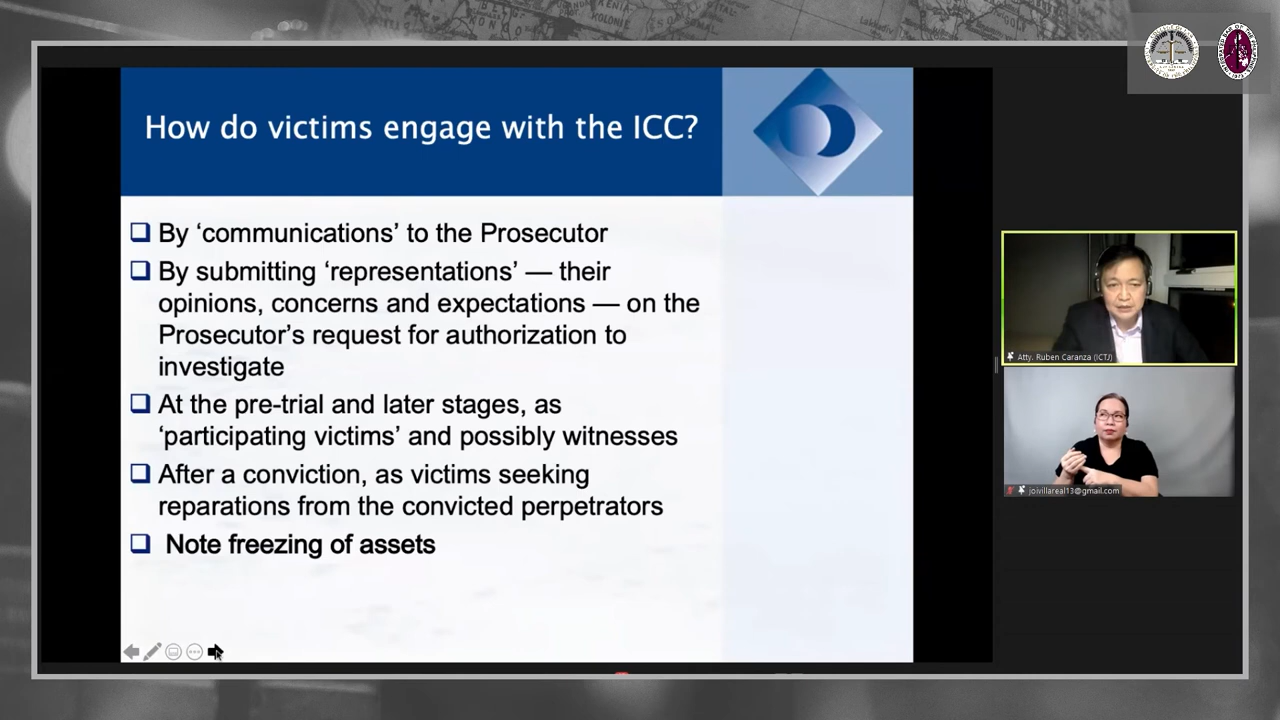 How do victims engage with the ICC?
By ‘communications’ to the Prosecutor
By submitting ‘representations’ — their
opinions, concerns and expectations — on the
Prosecutor’s request for authorization to
investigate
At the pre-trial and later stages, as
‘participating victims’ and possibly witnesses
After a conviction, as victims seeking
reparations from the convicted perpetrators
Note freezing of assets
Atty. Ruben Caranza (ICTJ)
joivillareal13@gmail.com